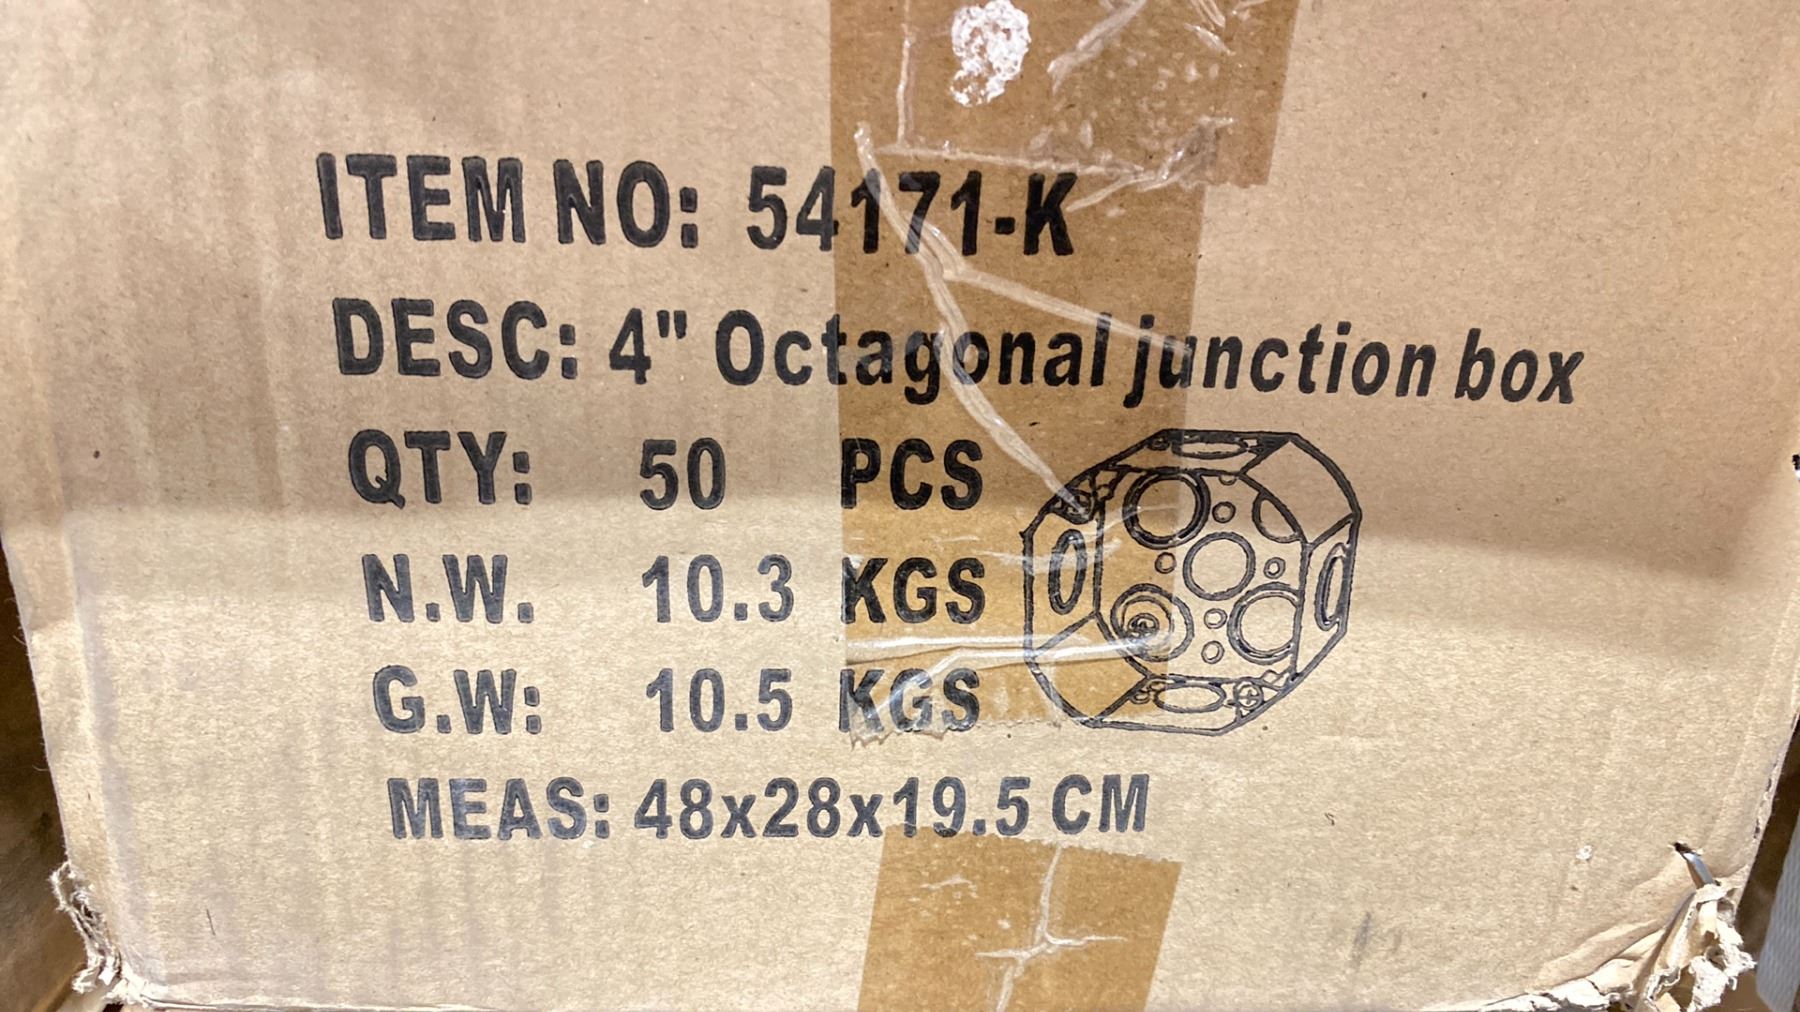 ITEM NO: 54171-K
DESC: 4" Octagonal junction box
QTY: 50 PCS
N.W. 10.3 KGS
G.W: 10.5 KGS
MEAS: 48x28x19.5 CM